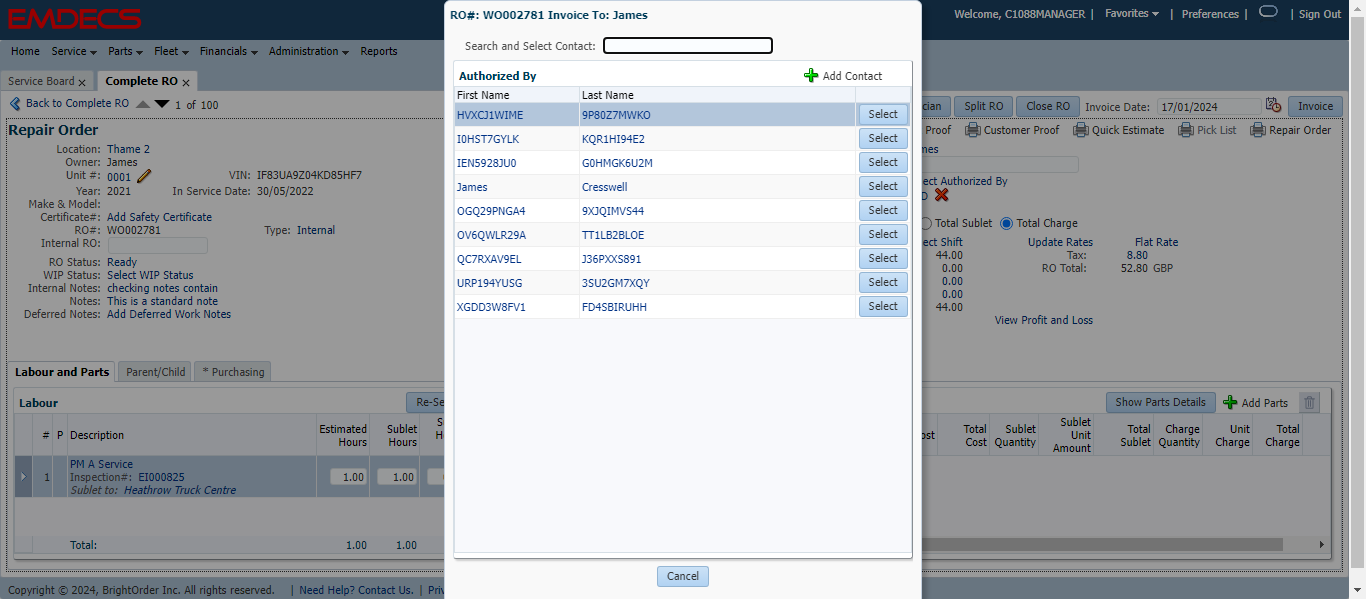 EMDECS
Welcome, C1088MANAGER | Favorites | Preferences | | Sign Out
Home Service Parts Fleet Financials Administration Reports
Service Board x Complete RO x
Back to Complete RO 1 of 100
Split RO Close RO Invoice Date: 17/01/2024 Invoice
Proof Customer Proof Quick Estimate Pick List Repair Order
Repair Order
Location: Thame 2
Owner: James
Unit #: 0001 VIN: IF83UA9Z04KD85HF7
Year: 2021 In Service Date: 30/05/2022
Make & Model:
Certificate#: Add Safety Certificate
RO#: WO002781 Type: Internal
Internal RO:
RO Status: Ready
WIP Status: Select WIP Status
Internal Notes: checking notes contain
Notes: This is a standard note
Deferred Notes: Add Deferred Work Notes
Authorized By
Total Sublet Total Charge
Shift Update Rates Flat Rate
44.00 Tax: 8.80
0.00 RO Total: 52.80 GBP
0.00
0.00
44.00
View Profit and Loss
RO#: WO002781 Invoice To: James
Search and Select Contact:
Authorized By Add Contact
First Name Last Name
HVXCJ1WIME 9P80Z7MWKO Select
I0HST7GYLK KQR1HI94E2 Select
IEN5928JU0 G0HMGK6U2M Select
James Cresswell Select
OGQ29PNGA4 9XJQIMVS44 Select
OV6QWLR29A TT1LB2BLOE Select
QC7RXAV9EL J36PXXS891 Select
URP194YUSG 3SU2GM7XQY Select
XGDD3W8FV1 FD4SBIRUHH Select
Cancel
Labour and Parts Parent/Child * Purchasing
Labour
Show Parts Details Add Parts
# P Description Estimated Hours Sublet Hours
Total Cost Sublet Quantity Sublet Unit Amount Total Sublet Charge Quantity Unit Charge Total Charge
1 PM A Service 1.00 1.00
Inspection#: EI000825
Sublet to: Heathrow Truck Centre
Total: 1.00 1.00
Copyright © 2024, BrightOrder Inc. All rights reserved. | Need Help? Contact Us. |